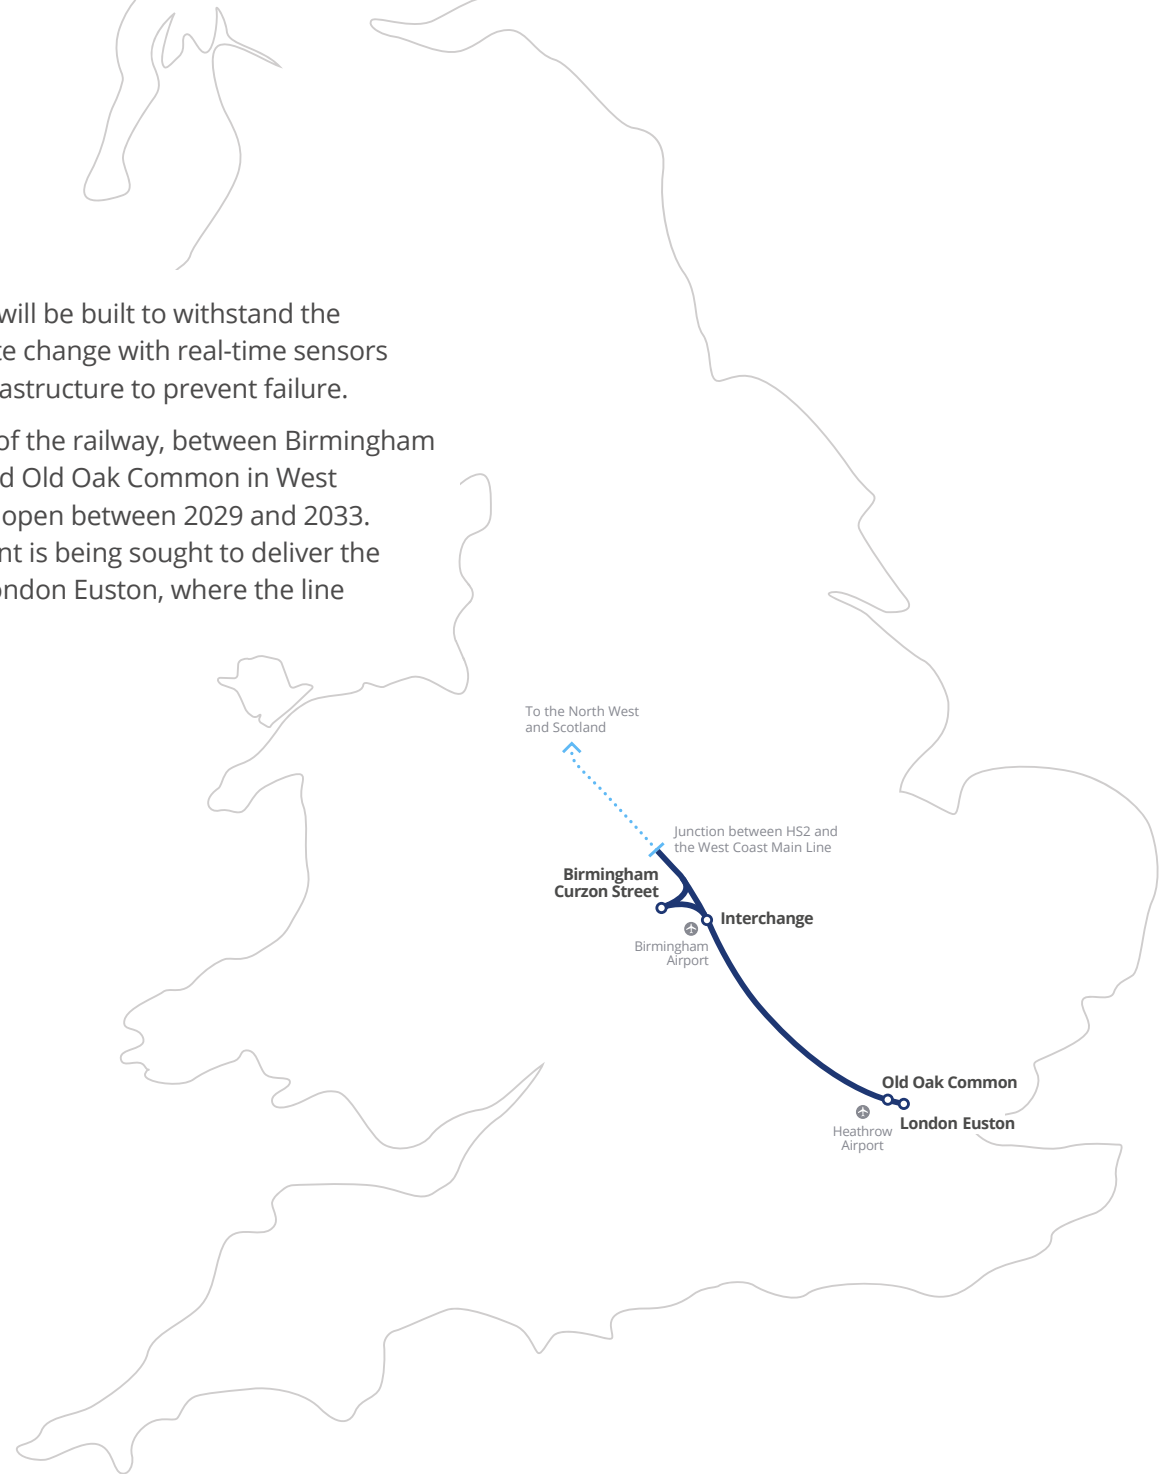 will be built to withstand the
te change with real-time sensors
rastructure to prevent failure.
of the railway, between Birmingham
d Old Oak Common in West
open between 2029 and 2033.
nt is being sought to deliver the
ondon Euston, where the line
To the North West
and Scotland
Junction between HS2 and
the West Coast Main Line
Birmingham
Curzon Street
Interchange
Birmingham
Airport
Old Oak Common
London Euston
Heathrow
Airport